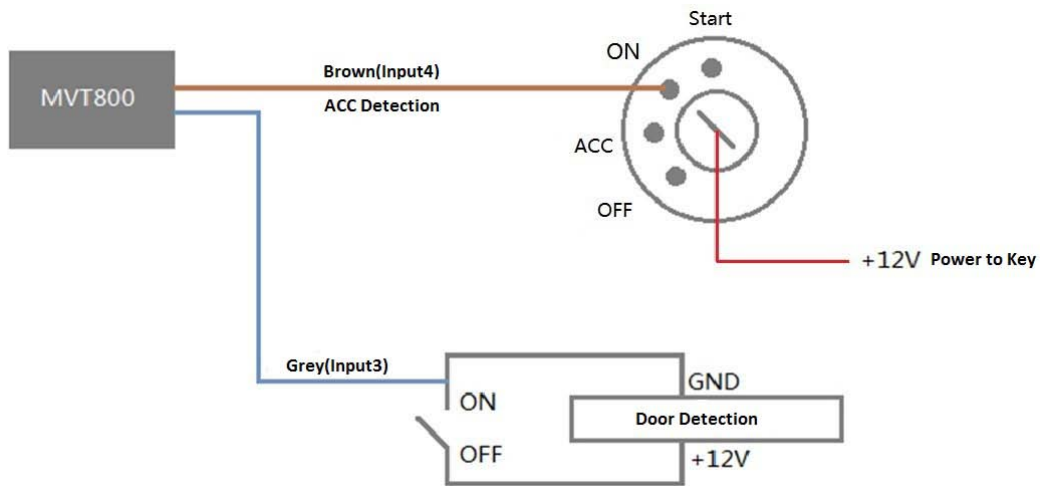 Start
ON
MVT800
Brown(Input4)
ACC Detection
ACC
OFF
+12V Power to Key
Grey(Input3)
GND
ON
Door Detection
OFF
+12V